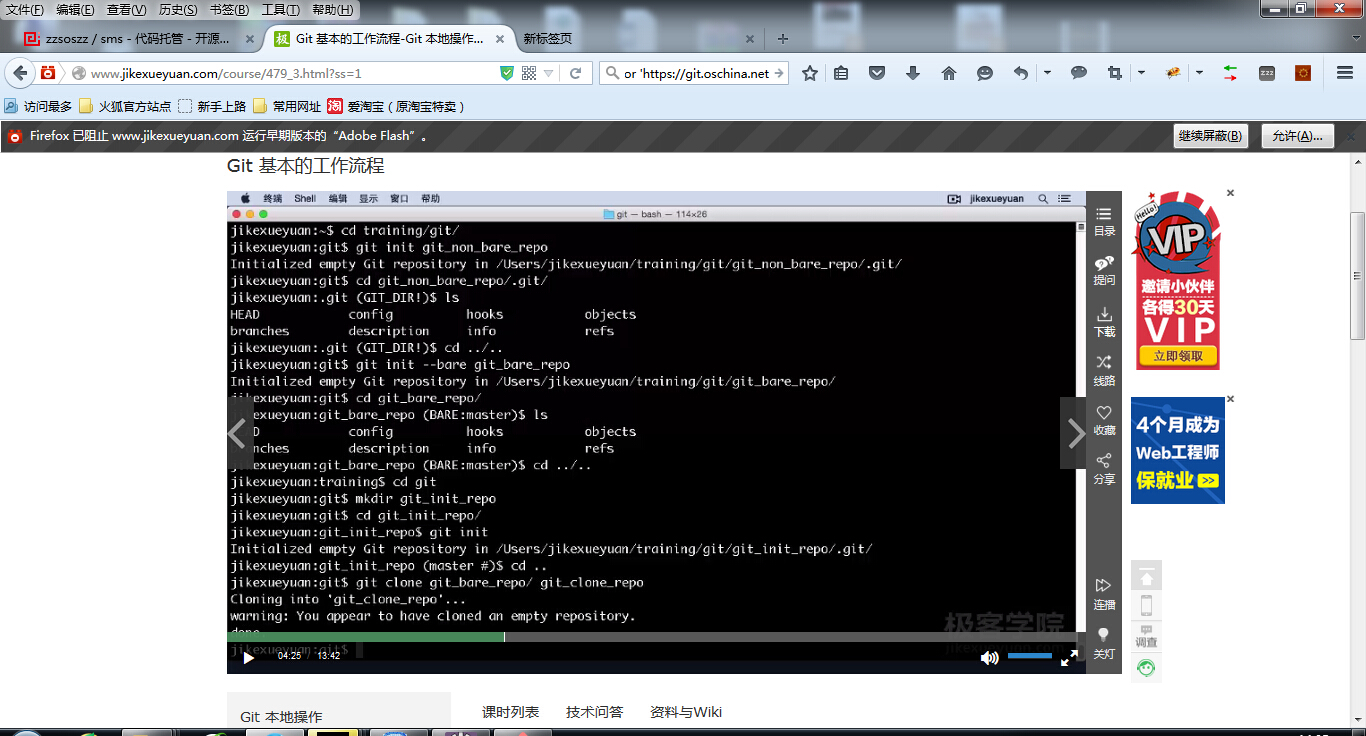 文件(F) 编辑(E) 查看(V) 历史(S) 书签(B) 工具(T) 帮助(H)
zzsoszz / sms - 代码托管 - 开源... × 极 Git 基本的工作流程-Git 本地操作... × 新标签页 × +
www.jikexueyuan.com/course/479_3.html?ss=1 or 'https://git.oschina.net zzz
访问最多 火狐官方站点 新手上路 常用网址 淘 爱淘宝（原淘宝特卖）
Firefox 已阻止 www.jikexueyuan.com 运行早期版本的“Adobe Flash”。 继续屏蔽(B) 允许(A)...
Git 基本的工作流程
终端 Shell 编辑 显示 窗口 帮助 jikexueyuan
git — bash — 114×26
jikexueyuan:~$ cd training/git/
jikexueyuan:git$ git init git_non_bare_repo
Initialized empty Git repository in /Users/jikexueyuan/training/git/git_non_bare_repo/.git/
jikexueyuan:git$ cd git_non_bare_repo/.git/
jikexueyuan:.git (GIT_DIR!)$ ls
HEAD config hooks objects
branches description info refs
jikexueyuan:.git (GIT_DIR!)$ cd ../..
jikexueyuan:git$ git init --bare git_bare_repo
Initialized empty Git repository in /Users/jikexueyuan/training/git/git_bare_repo/
jikexueyuan:git$ cd git_bare_repo/
jikexueyuan:git_bare_repo (BARE:master)$ ls
config hooks objects
description info refs
jikexueyuan:git_bare_repo (BARE:master)$ cd ../..
jikexueyuan:training$ cd git
jikexueyuan:git$ mkdir git_init_repo
jikexueyuan:git$ cd git_init_repo/
jikexueyuan:git_init_repo$ git init
Initialized empty Git repository in /Users/jikexueyuan/training/git/git_init_repo/.git/
jikexueyuan:git_init_repo (master #)$ cd ..
jikexueyuan:git$ git clone git_bare_repo/ git_clone_repo
Cloning into 'git_clone_repo'...
warning: You appear to have cloned an empty repository.
done.
jikexueyuan:git$
极客学院
jikexueyuan.com
04:25 13:42
目录
提问
下载
线路
收藏
分享
连播
关灯
Hello!
VIP
邀请小伙伴
各得30天
VIP
立即领取
4个月成为
Web工程师
保就业 >>
调查
Git 本地操作
课时列表 技术问答 资料与Wiki